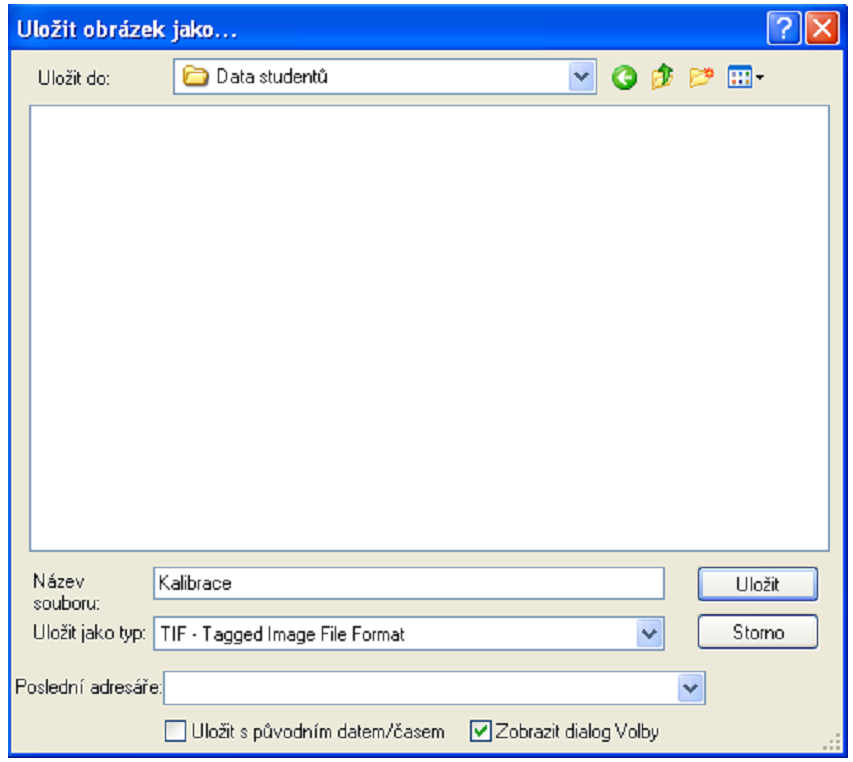 Uložit obrázek jako...
Uložit do:
Data studentů
Název
souboru:
Kalibrace
Uložit
Uložit jako typ:
TIF - Tagged Image File Format
Storno
Poslední adresáře:
Uložit s původním datem/časem
Zobrazit dialog Volby